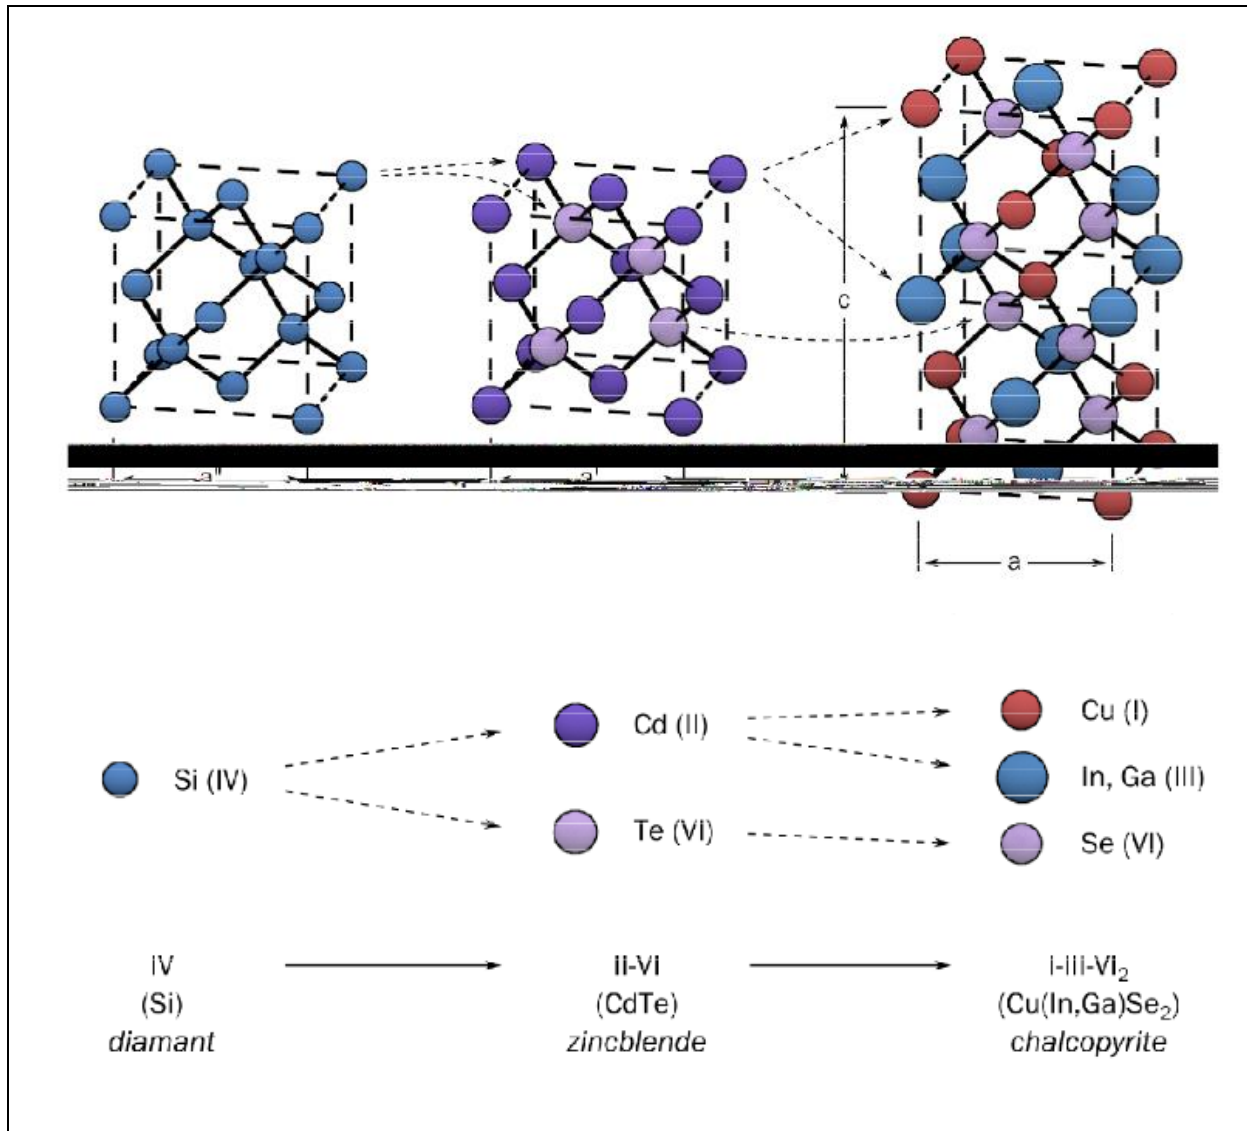 c
a
a
a
Cu (I)
Cd (II)
Si (IV)
In, Ga (III)
Te (Vi)
Se (VI)
iV
ii-Vi
i-iii-Vi₂
(Si)
(CdTe)
(Cu(In,Ga)Se₂)
diamant
zincblende
chalcopyrite